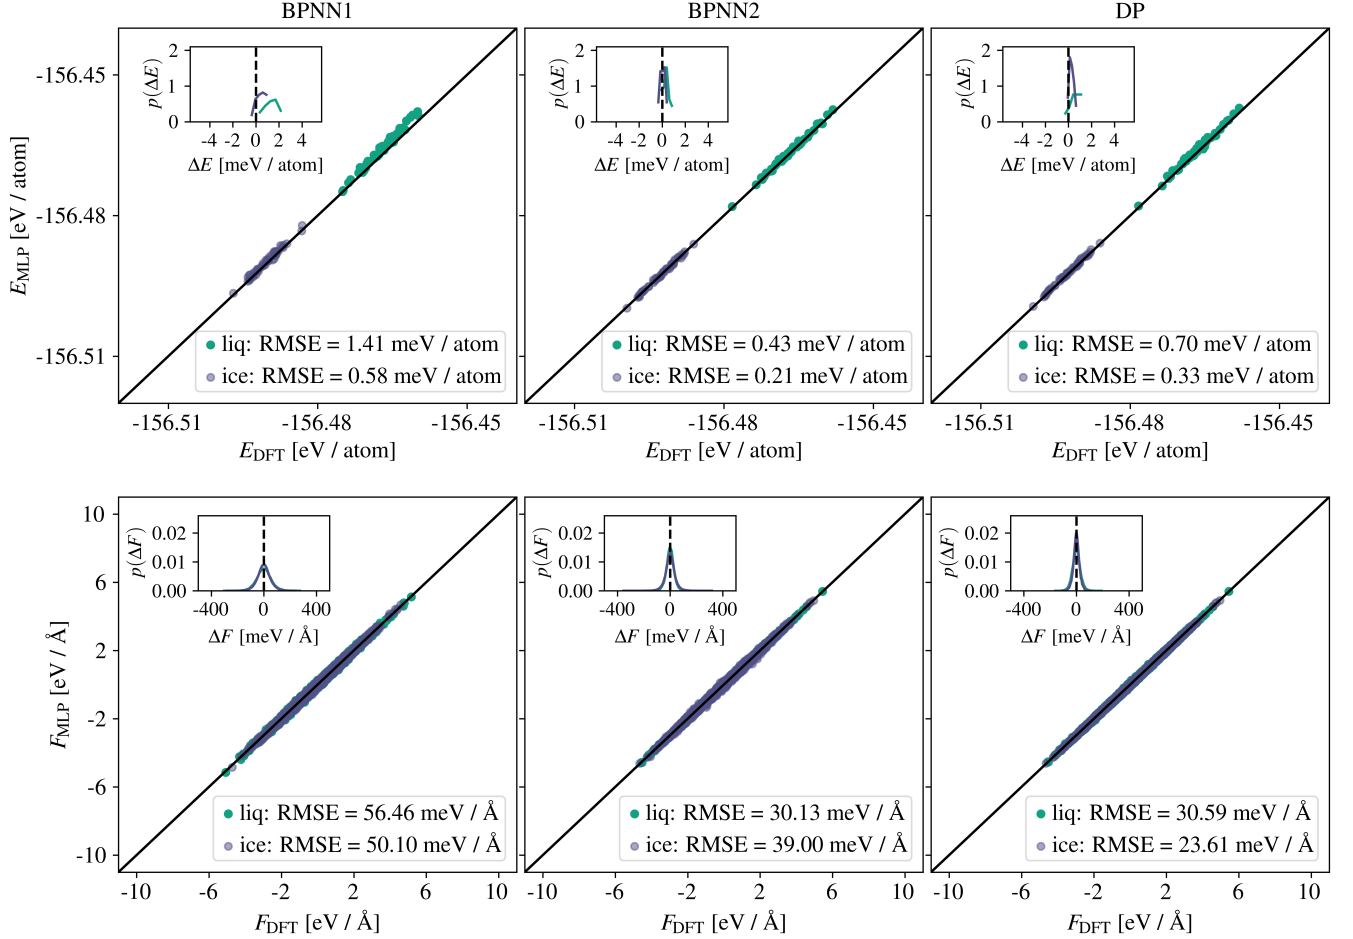 BPNN1
BPNN2
DP
-156.45
-156.48
-156.51
E_MLP [eV / atom]
2
1
0
p(ΔE)
-4 -2 0 2 4
ΔE [meV / atom]
2
1
0
p(ΔE)
-4 -2 0 2 4
ΔE [meV / atom]
2
1
0
p(ΔE)
-4 -2 0 2 4
ΔE [meV / atom]
liq: RMSE = 1.41 meV / atom
ice: RMSE = 0.58 meV / atom
liq: RMSE = 0.43 meV / atom
ice: RMSE = 0.21 meV / atom
liq: RMSE = 0.70 meV / atom
ice: RMSE = 0.33 meV / atom
-156.51 -156.48 -156.45
-156.51 -156.48 -156.45
-156.51 -156.48 -156.45
E_DFT [eV / atom]
E_DFT [eV / atom]
E_DFT [eV / atom]
10
6
2
-2
-6
-10
F_MLP [eV / Å]
0.02
0.01
0.00
p(ΔF)
-400 0 400
ΔF [meV / Å]
0.02
0.01
0.00
p(ΔF)
-400 0 400
ΔF [meV / Å]
0.02
0.01
0.00
p(ΔF)
-400 0 400
ΔF [meV / Å]
liq: RMSE = 56.46 meV / Å
ice: RMSE = 50.10 meV / Å
liq: RMSE = 30.13 meV / Å
ice: RMSE = 39.00 meV / Å
liq: RMSE = 30.59 meV / Å
ice: RMSE = 23.61 meV / Å
-10 -6 -2 2 6 10
-10 -6 -2 2 6 10
-10 -6 -2 2 6 10
F_DFT [eV / Å]
F_DFT [eV / Å]
F_DFT [eV / Å]